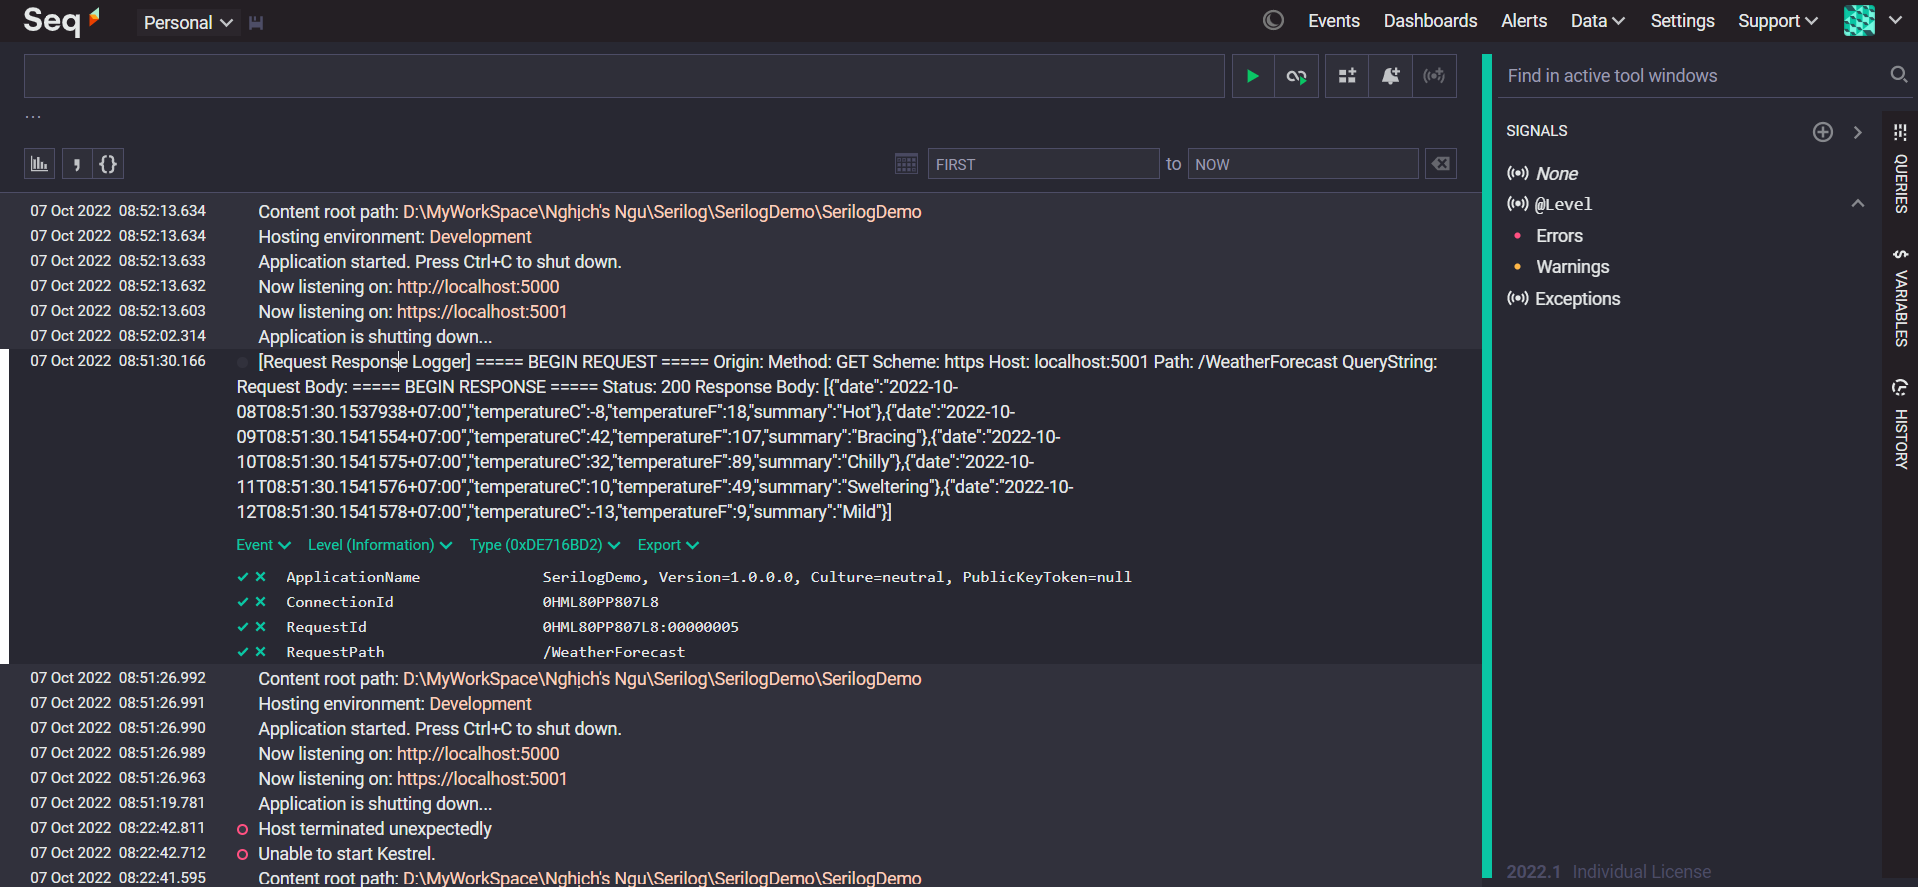 Seq
Personal
Events Dashboards Alerts Data Settings Support
Find in active tool windows
...
FIRST to NOW
SIGNALS
None
@Level
Errors
Warnings
Exceptions
QUERIES
$ VARIABLES
HISTORY
07 Oct 2022 08:52:13.634 Content root path: D:\MyWorkSpace\Nghịch's Ngu\Serilog\SerilogDemo\SerilogDemo
07 Oct 2022 08:52:13.634 Hosting environment: Development
07 Oct 2022 08:52:13.633 Application started. Press Ctrl+C to shut down.
07 Oct 2022 08:52:13.632 Now listening on: http://localhost:5000
07 Oct 2022 08:52:13.603 Now listening on: https://localhost:5001
07 Oct 2022 08:52:02.314 Application is shutting down...
07 Oct 2022 08:51:30.166 [Request Response Logger] ===== BEGIN REQUEST ===== Origin: Method: GET Scheme: https Host: localhost:5001 Path: /WeatherForecast QueryString:
Request Body: ===== BEGIN RESPONSE ===== Status: 200 Response Body: [{"date":"2022-10-
08T08:51:30.1537938+07:00","temperatureC":-8,"temperatureF":18,"summary":"Hot"},{"date":"2022-10-
09T08:51:30.1541554+07:00","temperatureC":42,"temperatureF":107,"summary":"Bracing"},{"date":"2022-10-
10T08:51:30.1541575+07:00","temperatureC":32,"temperatureF":89,"summary":"Chilly"},{"date":"2022-10-
11T08:51:30.1541576+07:00","temperatureC":10,"temperatureF":49,"summary":"Sweltering"},{"date":"2022-10-
12T08:51:30.1541578+07:00","temperatureC":-13,"temperatureF":9,"summary":"Mild"}]
Event Level (Information) Type (0xDE716BD2) Export
ApplicationName SerilogDemo, Version=1.0.0.0, Culture=neutral, PublicKeyToken=null
ConnectionId 0HML80PP807L8
RequestId 0HML80PP807L8:00000005
RequestPath /WeatherForecast
07 Oct 2022 08:51:26.992 Content root path: D:\MyWorkSpace\Nghịch's Ngu\Serilog\SerilogDemo\SerilogDemo
07 Oct 2022 08:51:26.991 Hosting environment: Development
07 Oct 2022 08:51:26.990 Application started. Press Ctrl+C to shut down.
07 Oct 2022 08:51:26.989 Now listening on: http://localhost:5000
07 Oct 2022 08:51:26.963 Now listening on: https://localhost:5001
07 Oct 2022 08:51:19.781 Application is shutting down...
07 Oct 2022 08:22:42.811 Host terminated unexpectedly
07 Oct 2022 08:22:42.712 Unable to start Kestrel.
07 Oct 2022 08:22:41.595 Content root path: D:\MyWorkSpace\Nghịch's Ngu\Serilog\SerilogDemo\SerilogDemo
2022.1 Individual License